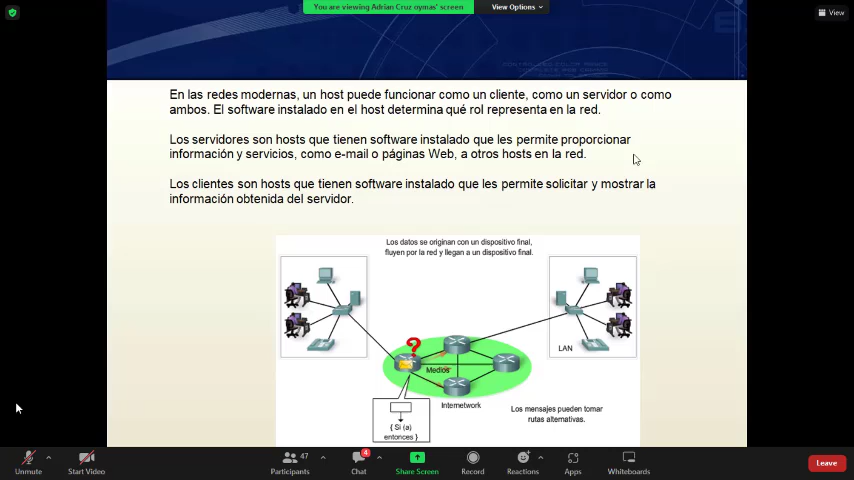 You are viewing Adrian Cruz oymas' screen
View Options
View
En las redes modernas, un host puede funcionar como un cliente, como un servidor o como
ambos. El software instalado en el host determina qué rol representa en la red.
Los servidores son hosts que tienen software instalado que les permite proporcionar
información y servicios, como e-mail o páginas Web, a otros hosts en la red.
Los clientes son hosts que tienen software instalado que les permite solicitar y mostrar la
información obtenida del servidor.
Los datos se originan con un dispositivo final,
fluyen por la red y llegan a un dispositivo final.
?
LAN
Medios
Internetwork
{ Si (a)
entonces }
Los mensajes pueden tomar
rutas alternativas.
47
4
Unmute
Start Video
Participants
Chat
Share Screen
Record
Reactions
Apps
Whiteboards
Leave